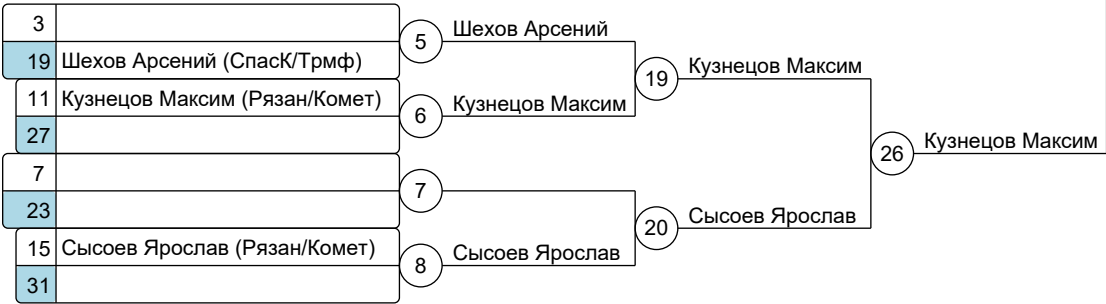 3
19 Шехов Арсений (СпасК/Трмф)
11 Кузнецов Максим (Рязан/Комет)
27
7
23
15 Сысоев Ярослав (Рязан/Комет)
31
5 Шехов Арсений
6 Кузнецов Максим
7
8 Сысоев Ярослав
19 Кузнецов Максим
20 Сысоев Ярослав
26 Кузнецов Максим